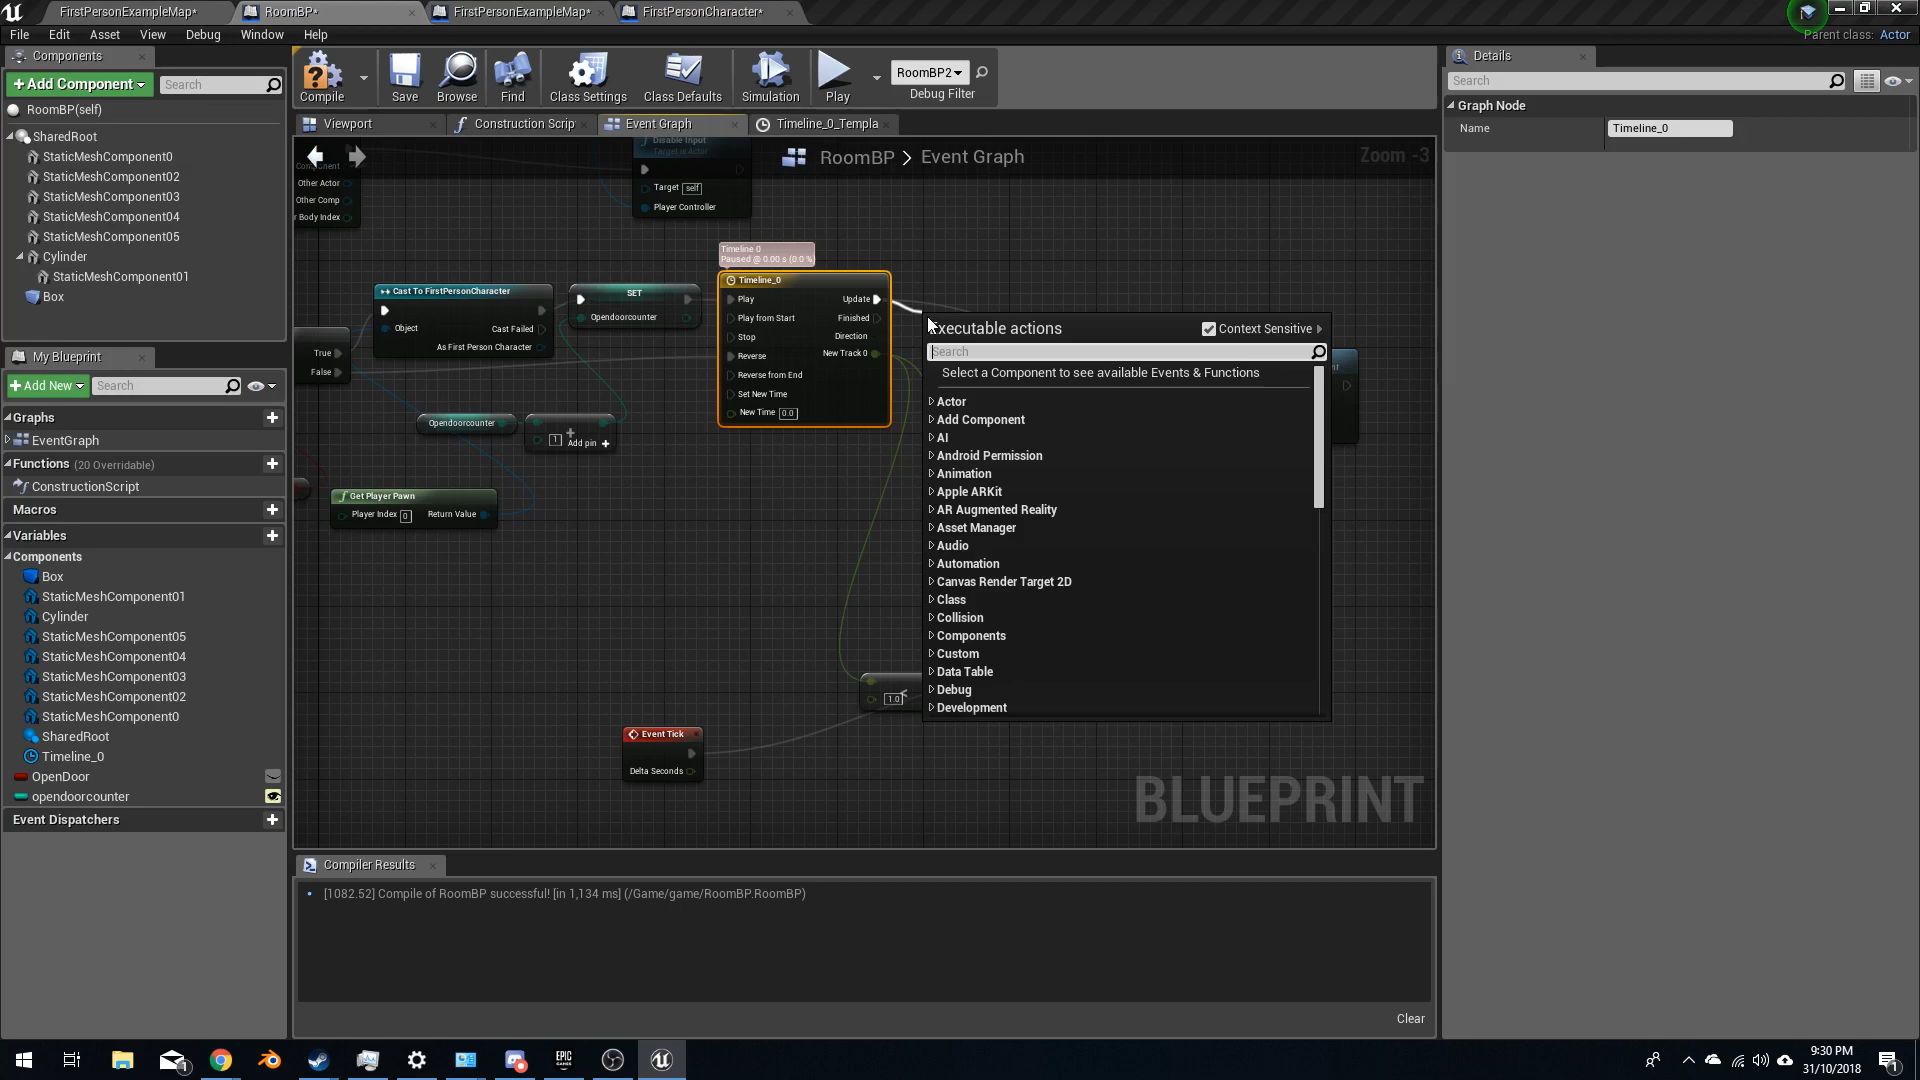 FirstPersonExampleMap*
RoomBP*
FirstPersonExampleMap*
FirstPersonCharacter*
File Edit Asset View Debug Window Help
Parent class: Actor
Components
+Add Component
Search
RoomBP(self)
SharedRoot
StaticMeshComponent0
StaticMeshComponent02
StaticMeshComponent03
StaticMeshComponent04
StaticMeshComponent05
Cylinder
StaticMeshComponent01
Box
My Blueprint
+Add New
Search
Graphs
EventGraph
Functions (20 Overridable)
ConstructionScript
Macros
Variables
Components
Box
StaticMeshComponent01
Cylinder
StaticMeshComponent05
StaticMeshComponent04
StaticMeshComponent03
StaticMeshComponent02
StaticMeshComponent0
SharedRoot
Timeline_0
OpenDoor
opendoorcounter
Event Dispatchers
Compile
Save
Browse
Find
Class Settings
Class Defaults
Simulation
Play
RoomBP2
Debug Filter
Viewport
Construction Scrip
Event Graph
Timeline_0_Templa
RoomBP > Event Graph
Zoom -3
Component
Other Actor
Other Comp
r Body Index
Disable Input
Target is Actor
Target self
Player Controller
Timeline 0
Paused @ 0.00 s (0.0 %)
Timeline_0
Play
Update
Play from Start
Finished
Stop
Direction
Reverse
New Track 0
Reverse from End
Set New Time
New Time 0.0
Cast To FirstPersonCharacter
Object
Cast Failed
As First Person Character
SET
Opendoorcounter
True
False
Opendoorcounter
1
+
Add pin +
Get Player Pawn
Player Index 0
Return Value
Event Tick
Delta Seconds
1.0
<
xecutable actions
Context Sensitive
Search
Select a Component to see available Events & Functions
Actor
Add Component
AI
Android Permission
Animation
Apple ARKit
AR Augmented Reality
Asset Manager
Audio
Automation
Canvas Render Target 2D
Class
Collision
Components
Custom
Data Table
Debug
Development
BLUEPRINT
Compiler Results
[1082.52] Compile of RoomBP successful! [in 1,134 ms] (/Game/game/RoomBP.RoomBP)
Clear
Details
Search
Graph Node
Name
Timeline_0
EPIC
GAMES
9:30 PM
31/10/2018